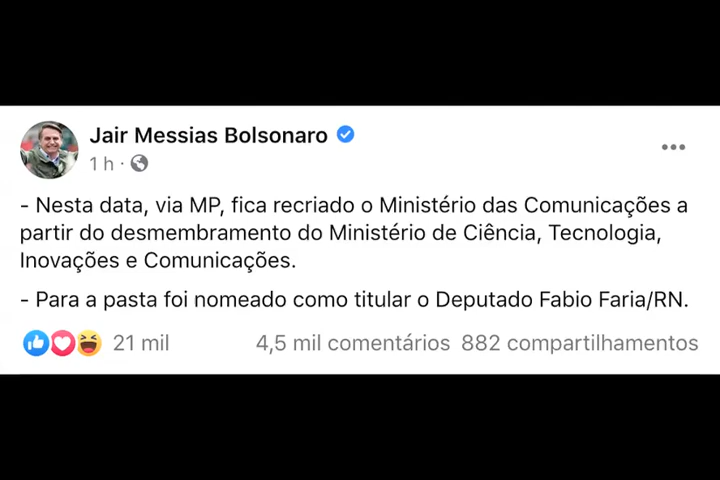 Jair Messias Bolsonaro
1 h ·
- Nesta data, via MP, fica recriado o Ministério das Comunicações a
partir do desmembramento do Ministério de Ciência, Tecnologia,
Inovações e Comunicações.
- Para a pasta foi nomeado como titular o Deputado Fabio Faria/RN.
21 mil 4,5 mil comentários 882 compartilhamentos